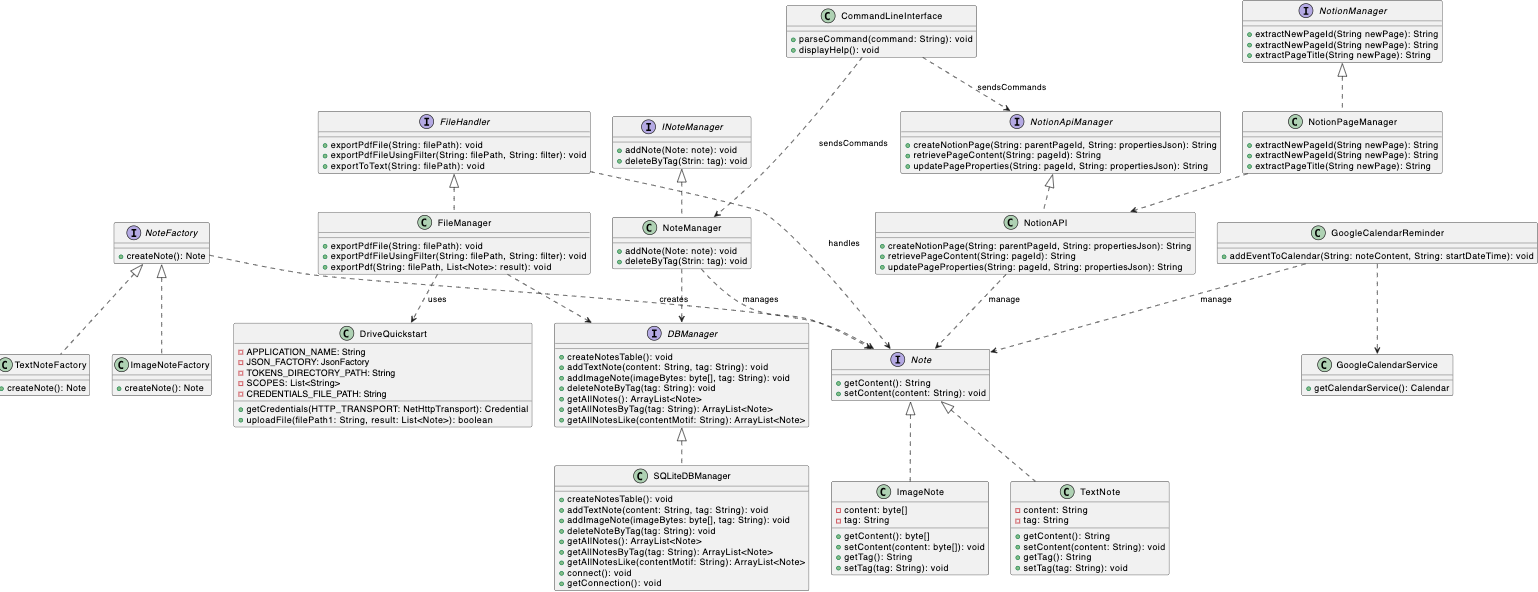 C CommandLineInterface
parseCommand(command: String): void
displayHelp(): void
I NotionManager
extractNewPageId(String newPage): String
extractNewPageId(String newPage): String
extractPageTitle(String newPage): String
sendsCommands
sendsCommands
I FileHandler
exportPdfFile(String: filePath): void
exportPdfFileUsingFilter(String: filePath, String: filter): void
exportToText(String: filePath): void
I INoteManager
addNote(Note: note): void
deleteByTag(Strin: tag): void
I NotionApiManager
createNotionPage(String: parentPageId, String: propertiesJson): String
retrievePageContent(String: pageId): String
updatePageProperties(String: pageId, String: propertiesJson): String
C NotionPageManager
extractNewPageId(String newPage): String
extractNewPageId(String newPage): String
extractPageTitle(String newPage): String
I NoteFactory
createNote(): Note
C FileManager
exportPdfFile(String: filePath): void
exportPdfFileUsingFilter(String: filePath, String: filter): void
exportPdf(String: filePath, List<Note>: result): void
C NoteManager
addNote(Note: note): void
deleteByTag(Strin: tag): void
handles
C NotionAPI
createNotionPage(String: parentPageId, String: propertiesJson): String
retrievePageContent(String: pageId): String
updatePageProperties(String: pageId, String: propertiesJson): String
C GoogleCalendarReminder
addEventToCalendar(String: noteContent, String: startDateTime): void
uses
creates
manages
manage
manage
C TextNoteFactory
createNote(): Note
C ImageNoteFactory
createNote(): Note
C DriveQuickstart
APPLICATION_NAME: String
JSON_FACTORY: JsonFactory
TOKENS_DIRECTORY_PATH: String
SCOPES: List<String>
CREDENTIALS_FILE_PATH: String
getCredentials(HTTP_TRANSPORT: NetHttpTransport): Credential
uploadFile(filePath1: String, result: List<Note>): boolean
I DBManager
createNotesTable(): void
addTextNote(content: String, tag: String): void
addImageNote(imageBytes: byte[], tag: String): void
deleteNoteByTag(tag: String): void
getAllNotes(): ArrayList<Note>
getAllNotesByTag(tag: String): ArrayList<Note>
getAllNotesLike(contentMotif: String): ArrayList<Note>
I Note
getContent(): String
setContent(content: String): void
C GoogleCalendarService
getCalendarService(): Calendar
C SQLiteDBManager
createNotesTable(): void
addTextNote(content: String, tag: String): void
addImageNote(imageBytes: byte[], tag: String): void
deleteNoteByTag(tag: String): void
getAllNotes(): ArrayList<Note>
getAllNotesByTag(tag: String): ArrayList<Note>
getAllNotesLike(contentMotif: String): ArrayList<Note>
connect(): void
getConnection(): void
C ImageNote
content: byte[]
tag: String
getContent(): byte[]
setContent(content: byte[]): void
getTag(): String
setTag(tag: String): void
C TextNote
content: String
tag: String
getContent(): String
setContent(content: String): void
getTag(): String
setTag(tag: String): void